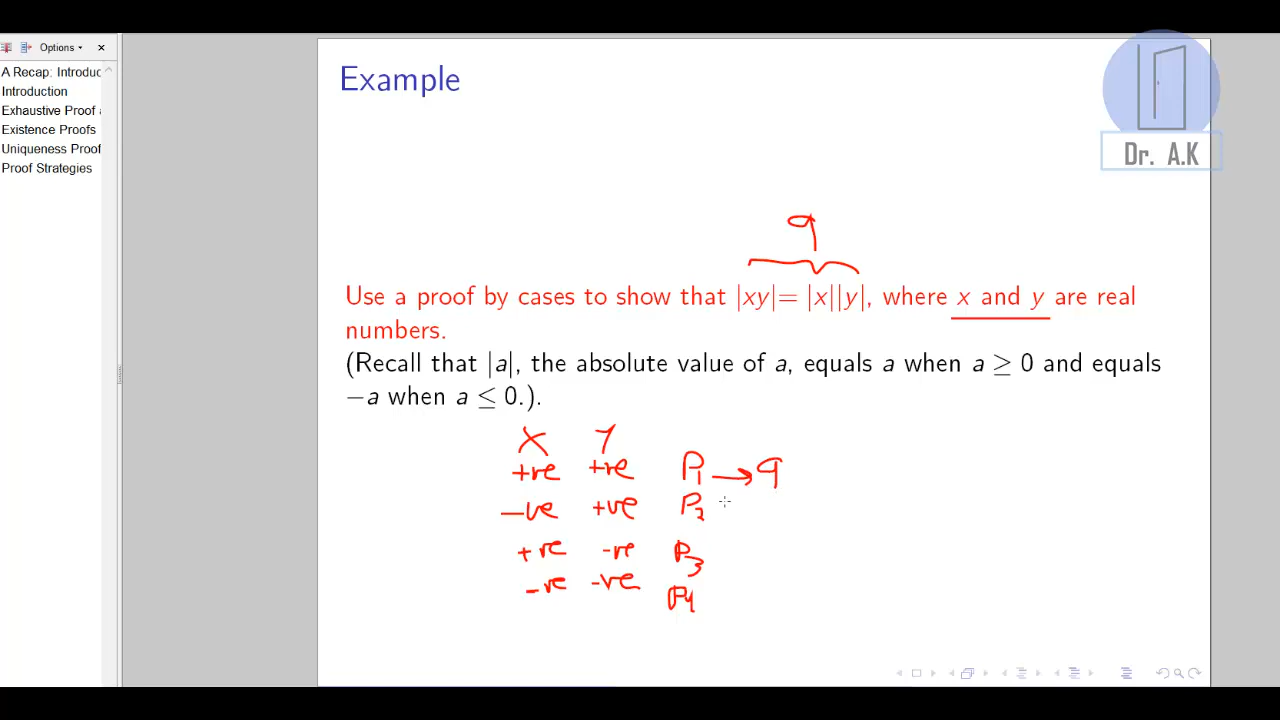 Options
A Recap: Introduc
Introduction
Exhaustive Proof
Existence Proofs
Uniqueness Proof
Proof Strategies
Example
Dr. A.K
q
Use a proof by cases to show that |xy|= |x||y|, where x and y are real
numbers.
(Recall that |a|, the absolute value of a, equals a when a ≥ 0 and equals
−a when a ≤ 0.).
X Y
+ve +ve P1 → q
−ve +ve P2
+ve -ve P3
-ve -ve P4